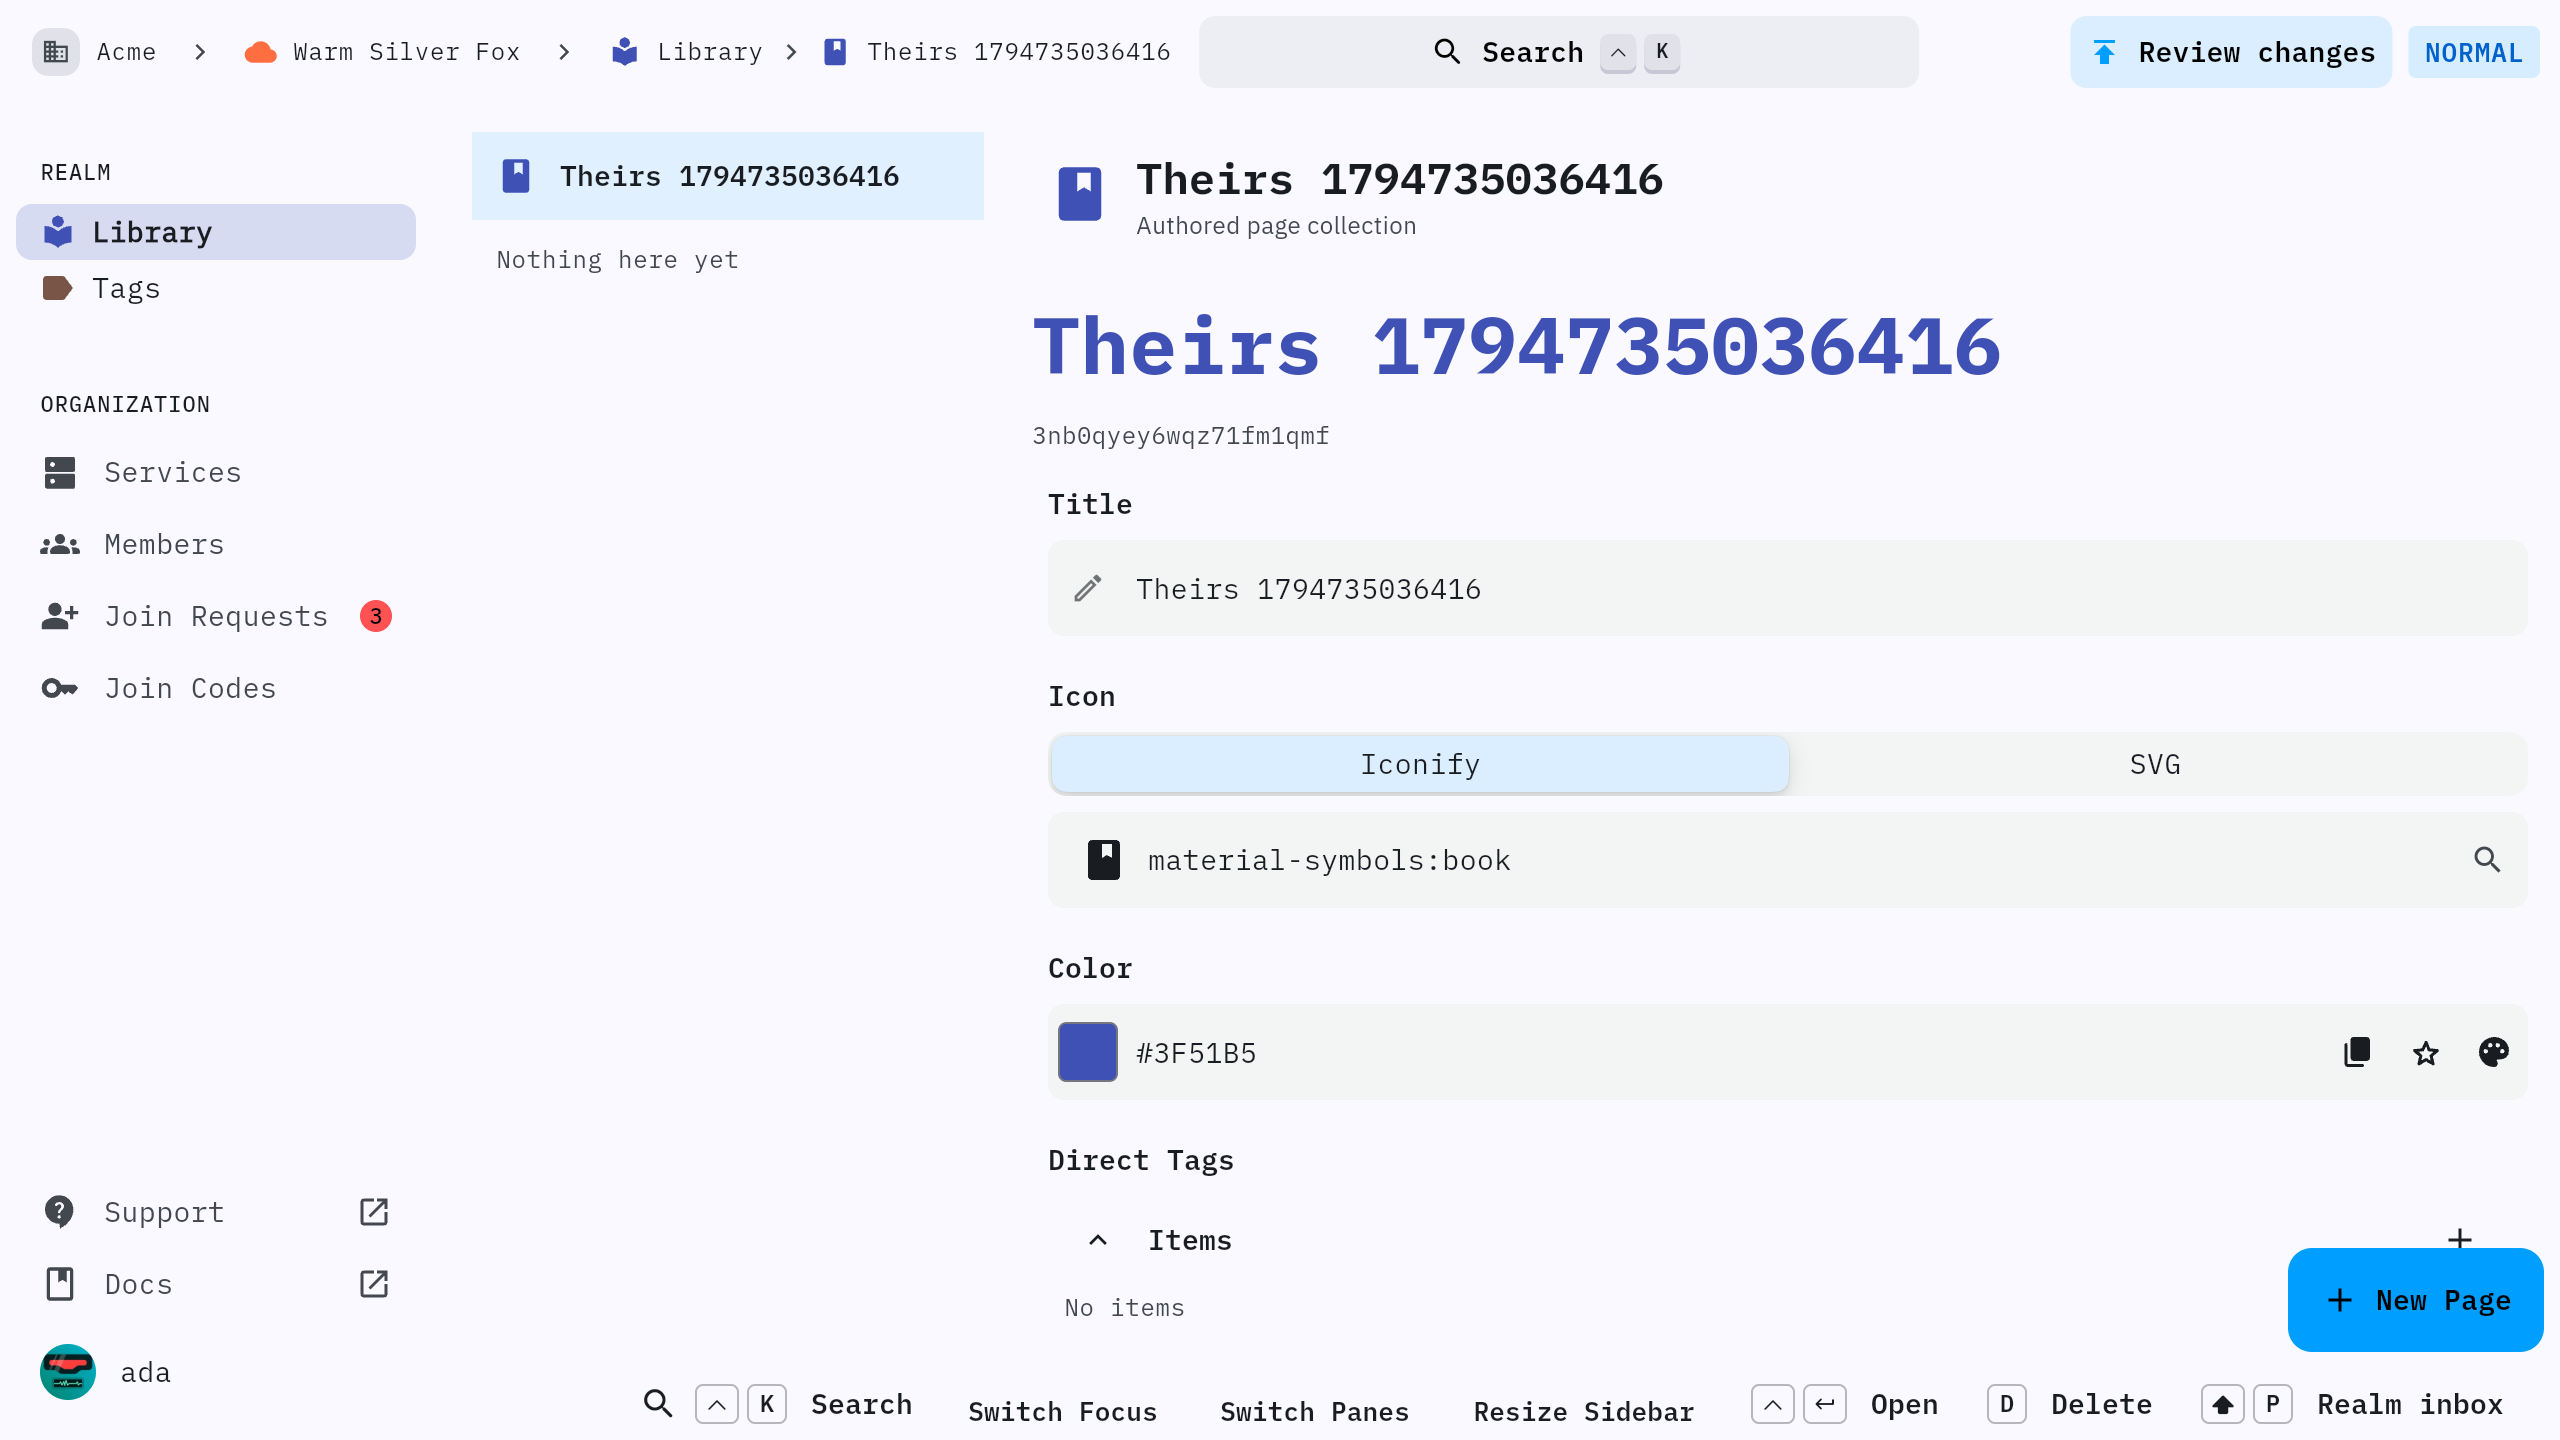 Acme > Warm Silver Fox > Library > Theirs 1794735036416
Search ^ K
Review changes
NORMAL
REALM
Library
Tags
ORGANIZATION
Services
Members
Join Requests 3
Join Codes
Support
Docs
ada
Theirs 1794735036416
Nothing here yet
Theirs 1794735036416
Authored page collection
Theirs 1794735036416
3nb0qyey6wqz71fm1qmf
Title
Theirs 1794735036416
Icon
Iconify SVG
material-symbols:book
Color
#3F51B5
Direct Tags
Items
No items
New Page
^ K Search Switch Focus Switch Panes Resize Sidebar ^ ↵ Open D Delete P Realm inbox